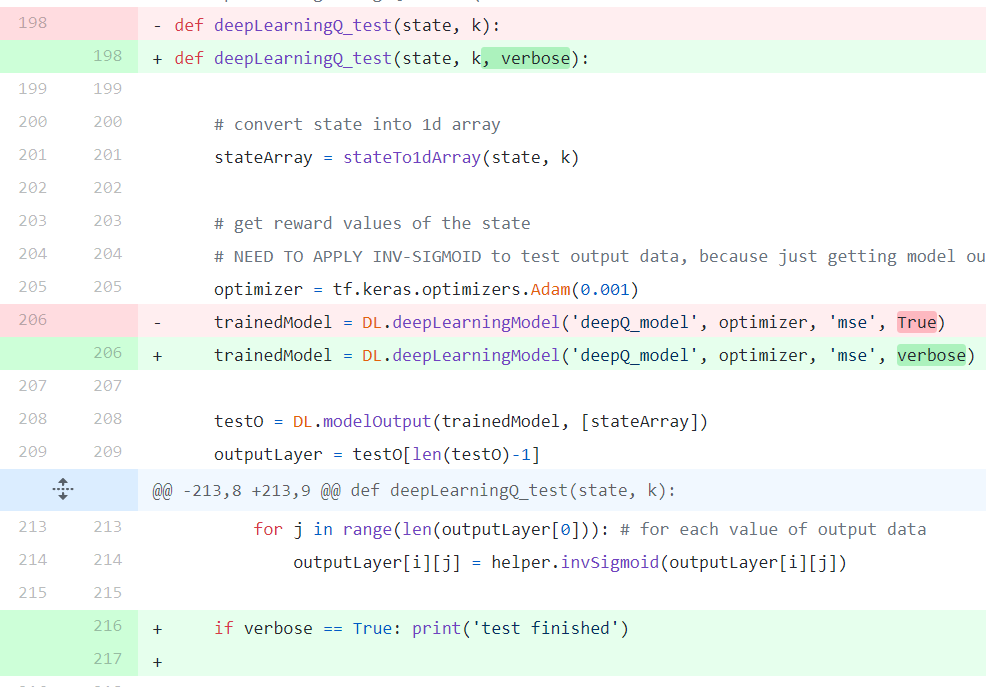 198 - def deepLearningQ_test(state, k):
198 + def deepLearningQ_test(state, k, verbose):
199 199
200 200 # convert state into 1d array
201 201 stateArray = stateTo1dArray(state, k)
202 202
203 203 # get reward values of the state
204 204 # NEED TO APPLY INV-SIGMOID to test output data, because just getting model ou
205 205 optimizer = tf.keras.optimizers.Adam(0.001)
206 - trainedModel = DL.deepLearningModel('deepQ_model', optimizer, 'mse', True)
206 + trainedModel = DL.deepLearningModel('deepQ_model', optimizer, 'mse', verbose)
207 207
208 208 testO = DL.modelOutput(trainedModel, [stateArray])
209 209 outputLayer = testO[len(testO)-1]
@@ -213,8 +213,9 @@ def deepLearningQ_test(state, k):
213 213 for j in range(len(outputLayer[0])): # for each value of output data
214 214 outputLayer[i][j] = helper.invSigmoid(outputLayer[i][j])
215 215
216 + if verbose == True: print('test finished')
217 +